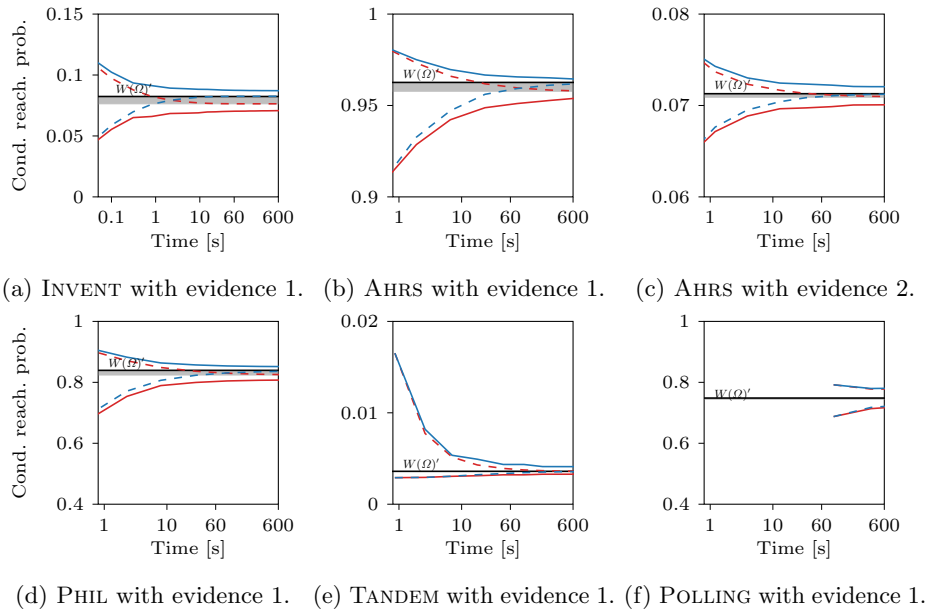 0.15
0.1
0.05
0
Cond. reach. prob.
W(Ω)′
0.1 1 10 60 600
Time [s]
1
0.95
0.9
W(Ω)′
1 10 60 600
Time [s]
0.08
0.07
0.06
W(Ω)′
1 10 60 600
Time [s]
(a) INVENT with evidence 1. (b) AHRS with evidence 1. (c) AHRS with evidence 2.
1
0.8
0.6
0.4
Cond. reach. prob.
W(Ω)′
1 10 60 600
Time [s]
0.02
0.01
0
W(Ω)′
1 10 60 600
Time [s]
1
0.8
0.6
0.4
W(Ω)′
1 10 60 600
Time [s]
(d) PHIL with evidence 1. (e) TANDEM with evidence 1. (f) POLLING with evidence 1.